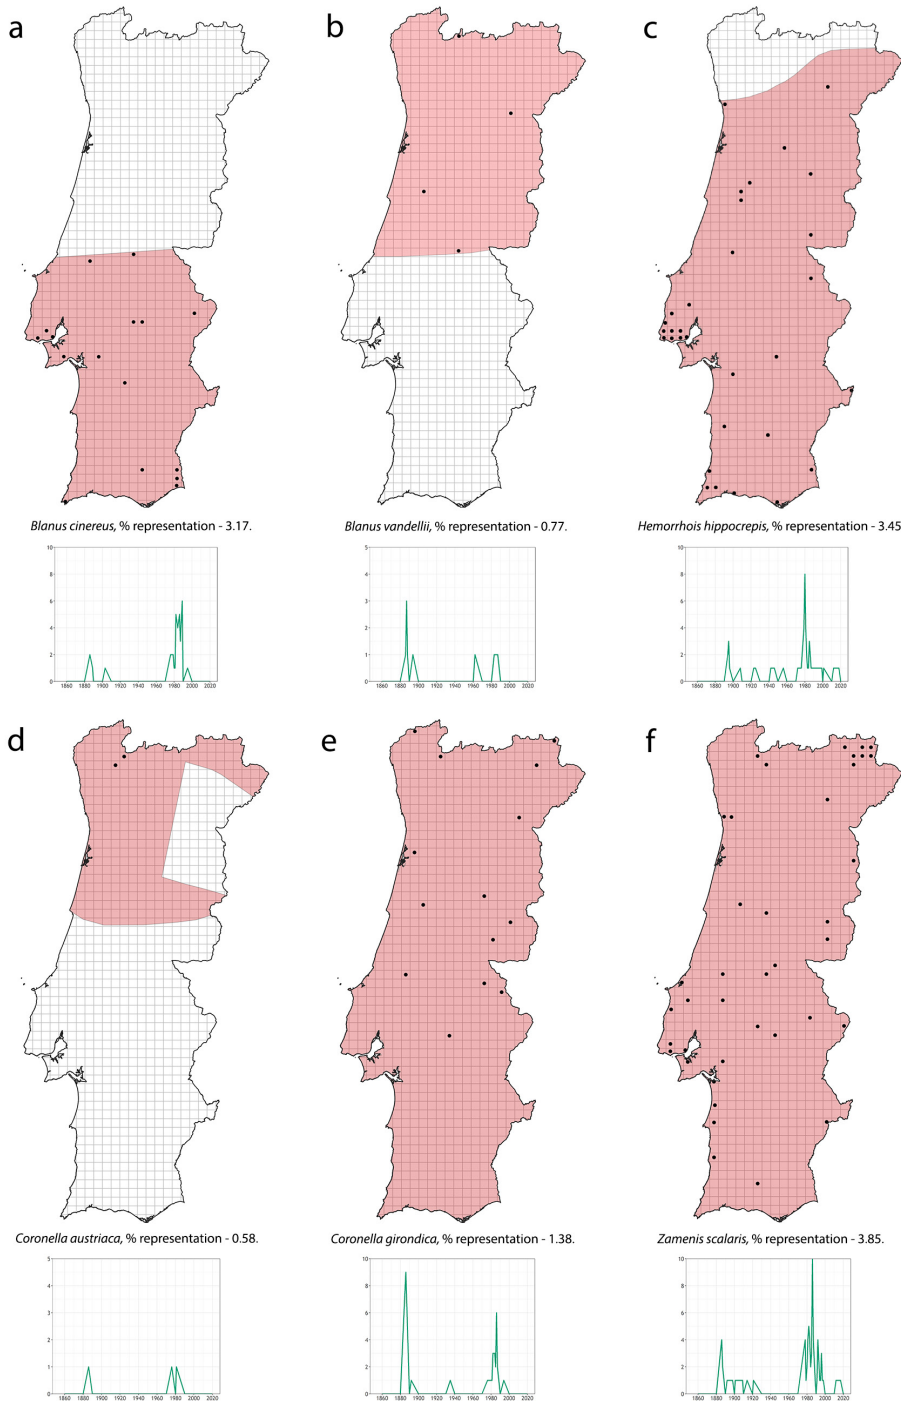 a
b
c
Blanus cinereus, % representation - 3.17.
Blanus vandellii, % representation - 0.77.
Hemorrhois hippocrepis, % representation - 3.45
10
8
6
4
2
0
1860 1880 1900 1920 1940 1960 1980 2000 2020
5
4
3
2
1
0
1860 1880 1900 1920 1940 1960 1980 2000 2020
10
8
6
4
2
0
1860 1880 1900 1920 1940 1960 1980 2000 2020
d
e
f
Coronella austriaca, % representation - 0.58.
Coronella girondica, % representation - 1.38.
Zamenis scalaris, % representation - 3.85.
5
4
3
2
1
0
1860 1880 1900 1920 1940 1960 1980 2000 2020
10
8
6
4
2
0
1860 1880 1900 1920 1940 1960 1980 2000 2020
10
8
6
4
2
0
1860 1880 1900 1920 1940 1960 1980 2000 2020